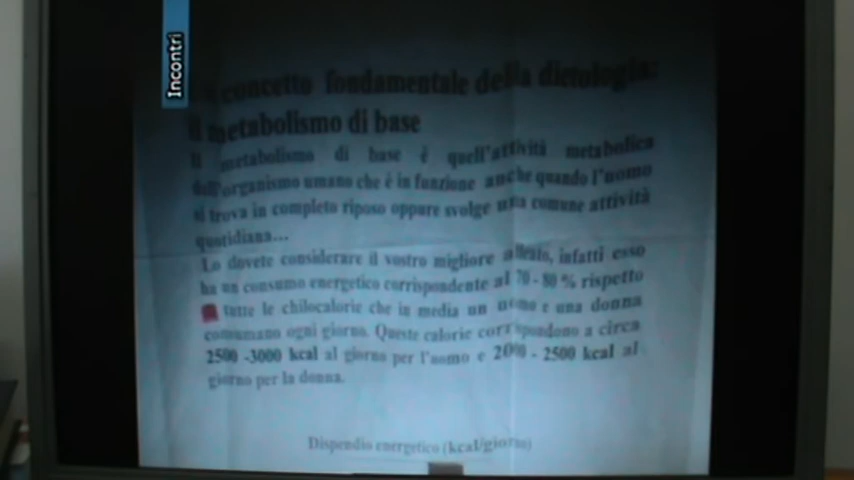 Incontri
concetto fondamentale della dietologia:
il metabolismo di base
Il metabolismo di base è quell'attività metabolica
dell'organismo umano che è in funzione anche quando l'uomo
si trova in completo riposo oppure svolge una comune attività
quotidiana...
Lo dovete considerare il vostro migliore alleato, infatti esso
ha un consumo energetico corrispondente al 70 - 80 % rispetto
tutte le chilocalorie che in media un uomo e una donna
consumano ogni giorno. Queste calorie corrispondono a circa
2500 -3000 kcal al giorno per l'uomo e 2000 - 2500 kcal al
giorno per la donna.
Dispendio energetico (kcal/giorno)